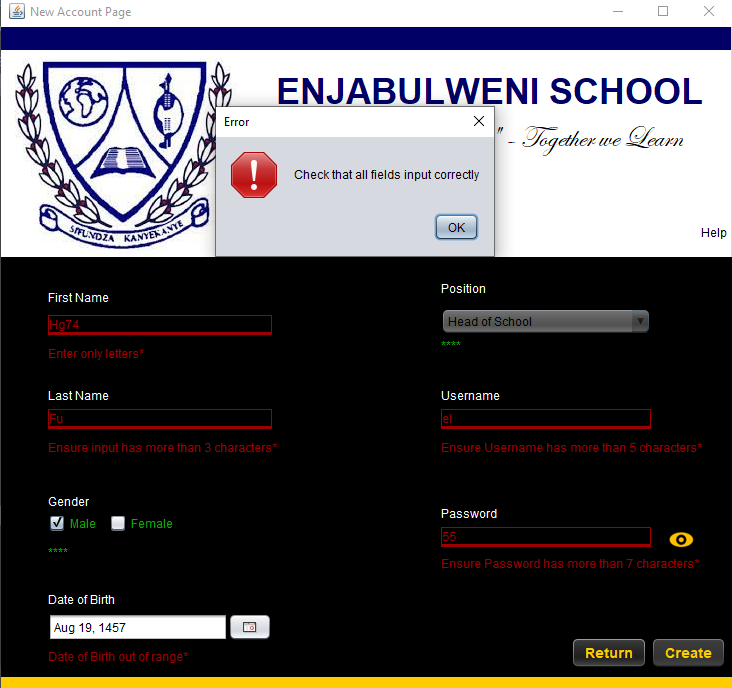 New Account Page
ENJABULWENI SCHOOL
" - Together we Learn
SIFUNDZA KANYEKANYE
Error
Check that all fields input correctly
OK
Help
First Name
Hg74
Enter only letters*
Position
Head of School
****
Last Name
Fu
Ensure input has more than 3 characters*
Username
el
Ensure Username has more than 5 characters*
Gender
Male
Female
****
Password
55
Ensure Password has more than 7 characters*
Date of Birth
Aug 19, 1457
Date of Birth out of range*
Return
Create